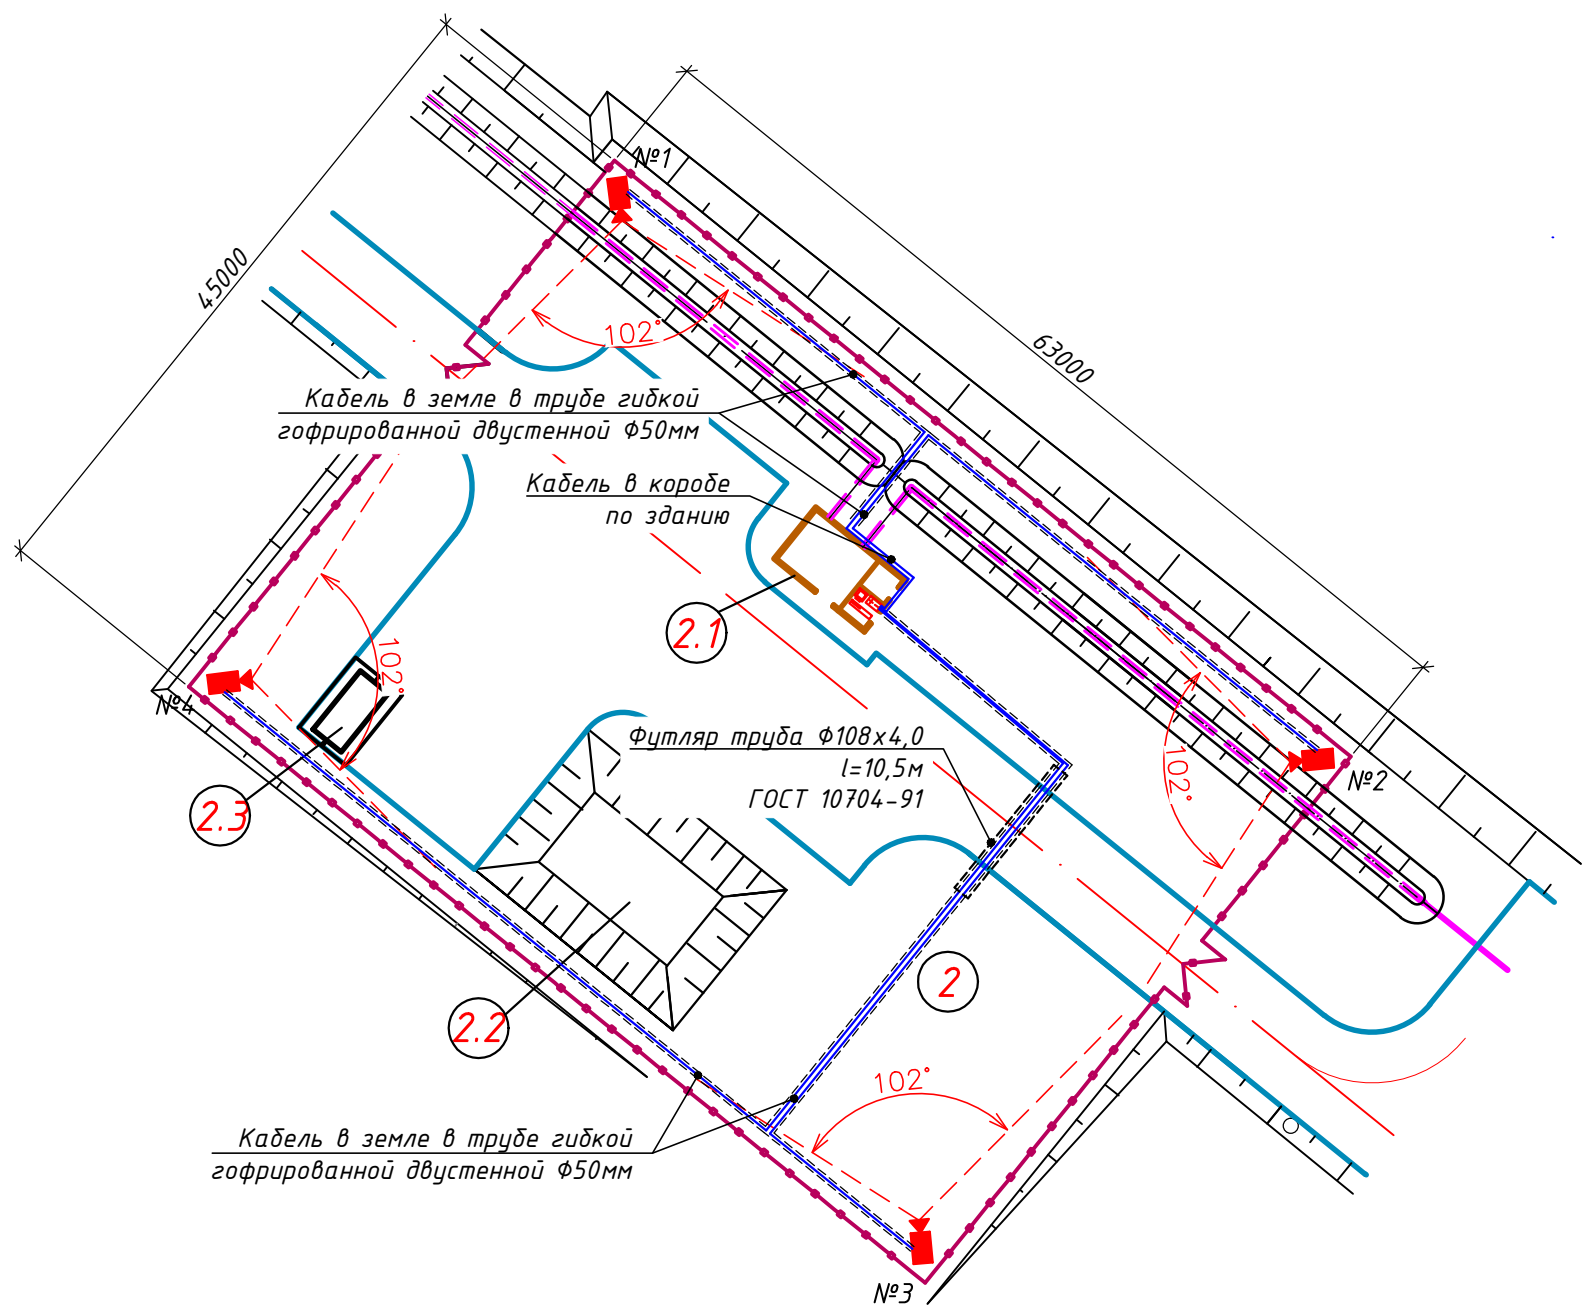 №1
45000
63000
102°
Кабель в земле в трубе гибкой
гофрированной двустенной Ф50мм
Кабель в коробе
по зданию
2.1
102°
№4
Футляр труба Ф108х4,0
l=10,5м
ГОСТ 10704-91
102°
№2
2.3
2
2.2
102°
Кабель в земле в трубе гибкой
гофрированной двустенной Ф50мм
№3